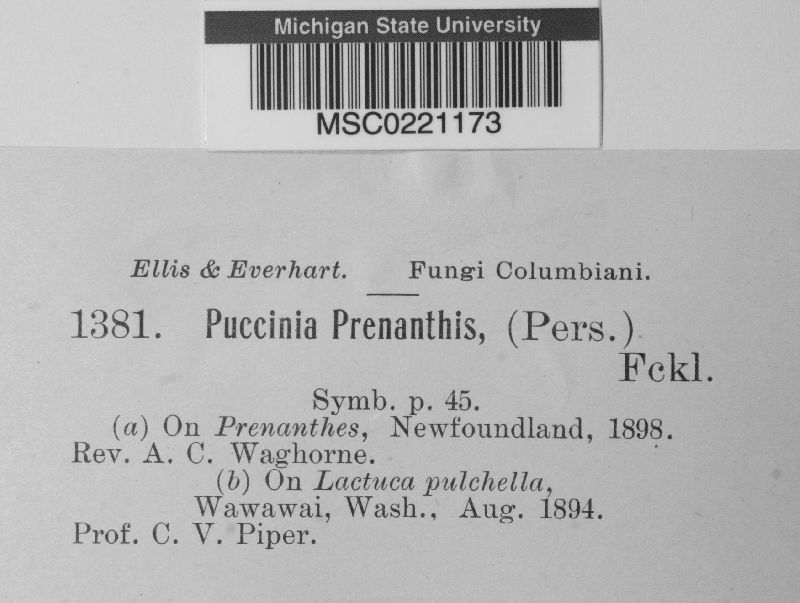 Michigan State University
MSC0221173
Ellis & Everhart. Fungi Columbiani.
1381. Puccinia Prenanthis, (Pers.)
Fckl.
Symb. p. 45.
(a) On Prenanthes, Newfoundland, 1898.
Rev. A. C. Waghorne.
(b) On Lactuca pulchella,
Wawawai, Wash., Aug. 1894.
Prof. C. V. Piper.